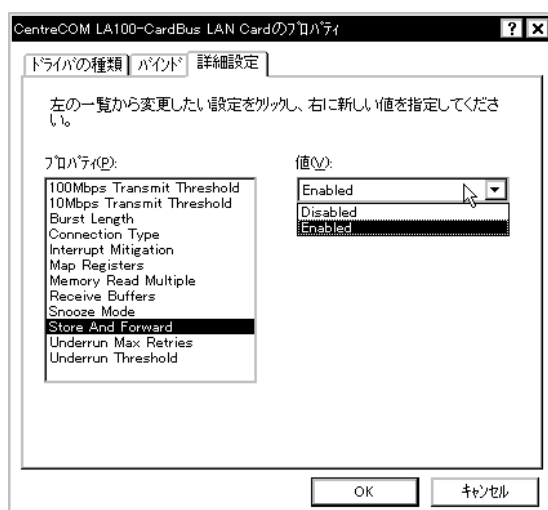 CentreCOM LA100-CardBus LAN Cardのﾌﾟﾛﾊﾟﾃｨ
? X
ﾄﾞﾗｲﾊﾞの種類
ﾊﾞｲﾝﾄﾞ
詳細設定
左の一覧から変更したい設定をｸﾘｯｸし、右に新しい値を指定してくださ
い。
ﾌﾟﾛﾊﾟﾃｨ(P):
100Mbps Transmit Threshold
10Mbps Transmit Threshold
Burst Length
Connection Type
Interrupt Mitigation
Map Registers
Memory Read Multiple
Receive Buffers
Snooze Mode
Store And Forward
Underrun Max Retries
Underrun Threshold
値(V):
Enabled
Disabled
Enabled
OK
ｷｬﾝｾﾙ